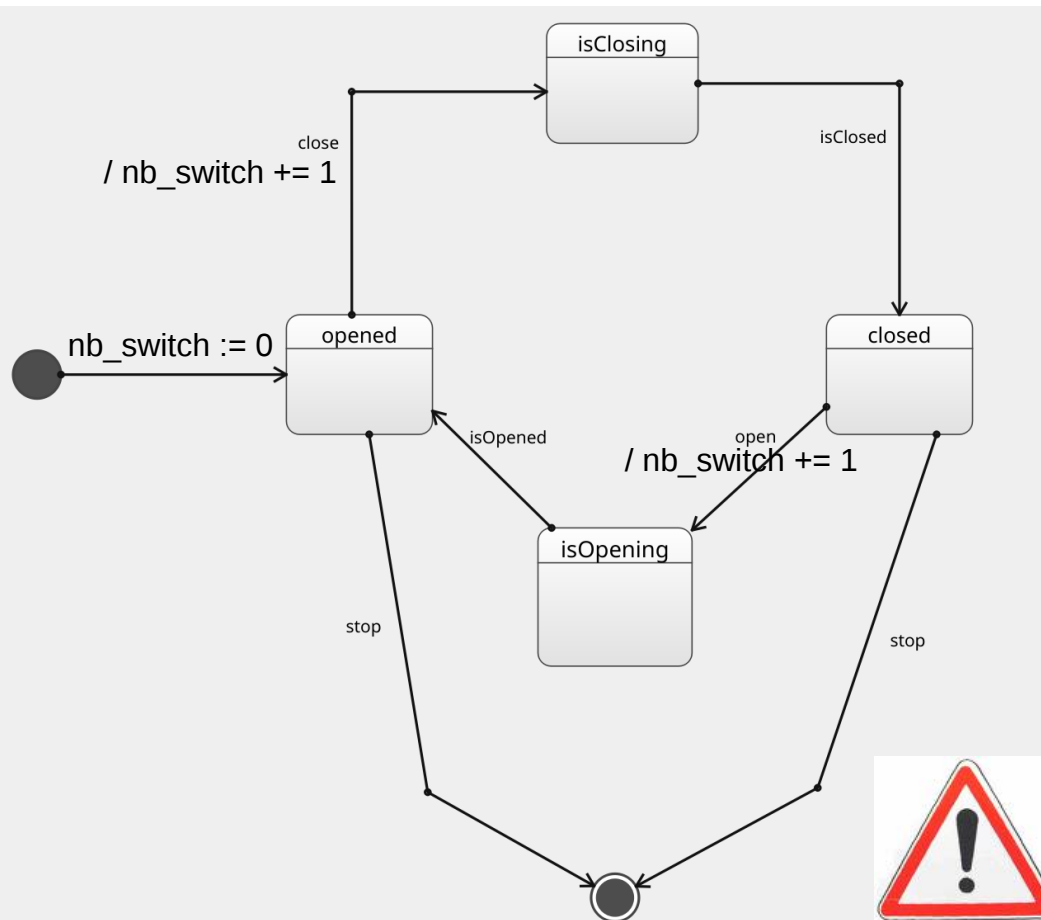 isClosing
close
/ nb_switch += 1
isClosed
nb_switch := 0
opened
closed
isOpened
open
/ nb_switch += 1
isOpening
stop
stop